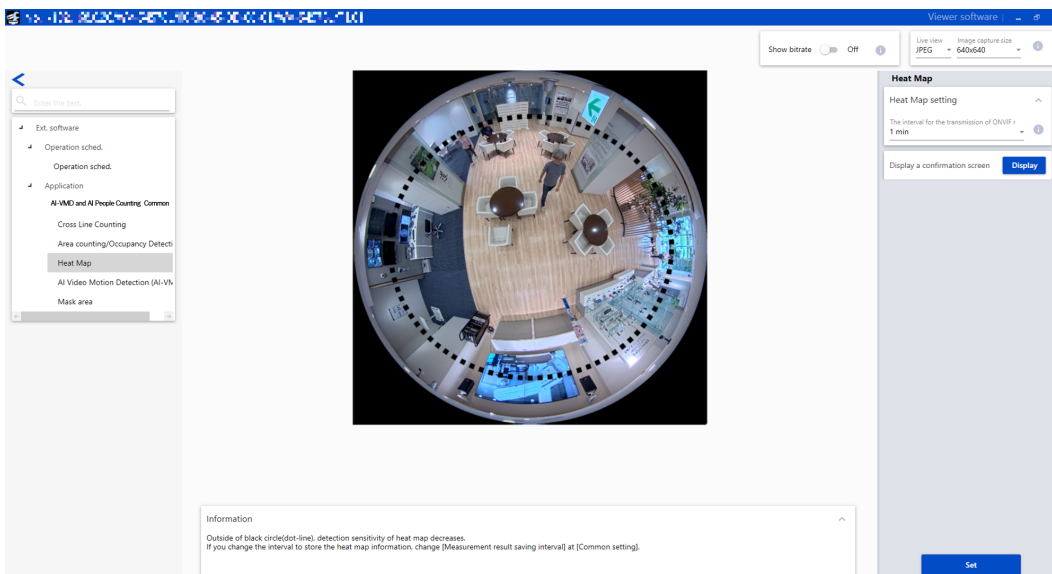 Viewer software
Show bitrate
Off
Live view
JPEG
Image capture size
640x640
Enter the text.
Ext. software
Operation sched.
Operation sched.
Application
AI-VMD and AI People Counting Common
Cross Line Counting
Area counting/Occupancy Detecti
Heat Map
AI Video Motion Detection (AI-VM
Mask area
Heat Map
Heat Map setting
The interval for the transmission of ONVIF r
1 min
Display a confirmation screen
Display
Information
Outside of black circle(dot-line), detection sensitivity of heat map decreases.
If you change the interval to store the heat map information, change [Measurement result saving interval] at [Common setting].
Set